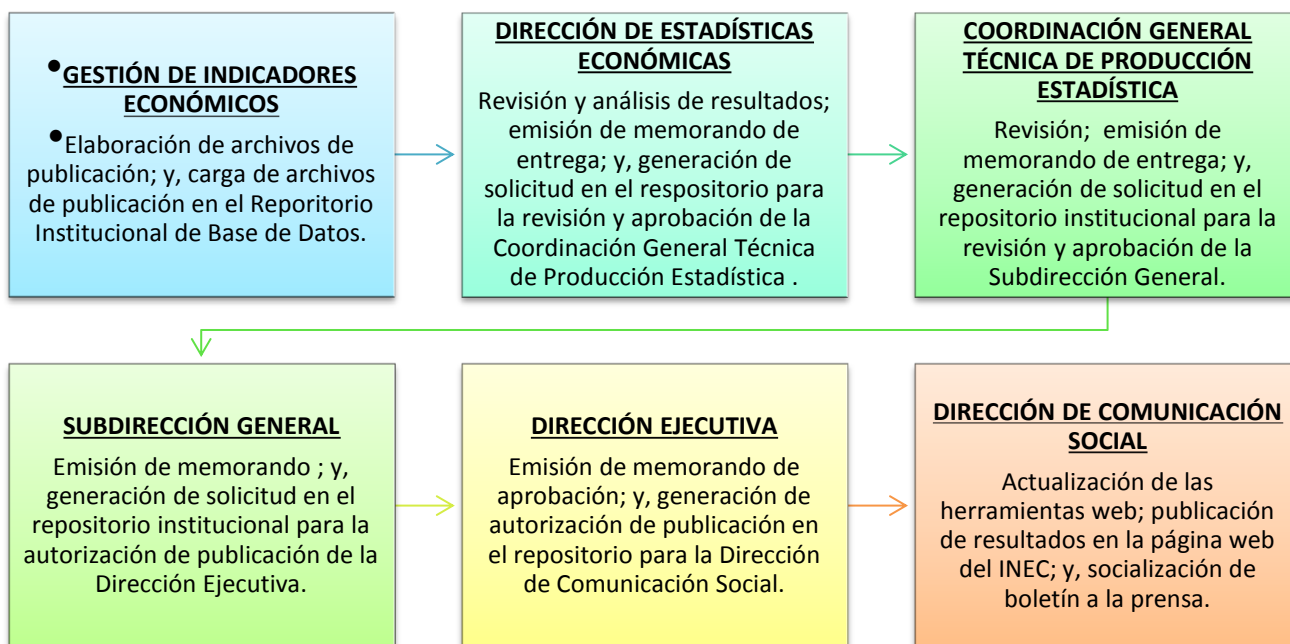 •GESTIÓN DE INDICADORES
ECONÓMICOS
•Elaboración de archivos de
publicación; y, carga de archivos
de publicación en el Reporitorio
Institucional de Base de Datos.
DIRECCIÓN DE ESTADÍSTICAS
ECONÓMICAS
Revisión y análisis de resultados;
emisión de memorando de
entrega; y, generación de
solicitud en el respositorio para
la revisión y aprobación de la
Coordinación General Técnica
de Producción Estadística .
COORDINACIÓN GENERAL
TÉCNICA DE PRODUCCIÓN
ESTADÍSTICA
Revisión; emisión de
memorando de entrega; y,
generación de solicitud en el
repositorio institucional para la
revisión y aprobación de la
Subdirección General.
SUBDIRECCIÓN GENERAL
Emisión de memorando ; y,
generación de solicitud en el
repositorio institucional para la
autorización de publicación de la
Dirección Ejecutiva.
DIRECCIÓN EJECUTIVA
Emisión de memorando de
aprobación; y, generación de
autorización de publicación en
el repositorio para la Dirección
de Comunicación Social.
DIRECCIÓN DE COMUNICACIÓN
SOCIAL
Actualización de las
herramientas web; publicación
de resultados en la página web
del INEC; y, socialización de
boletín a la prensa.